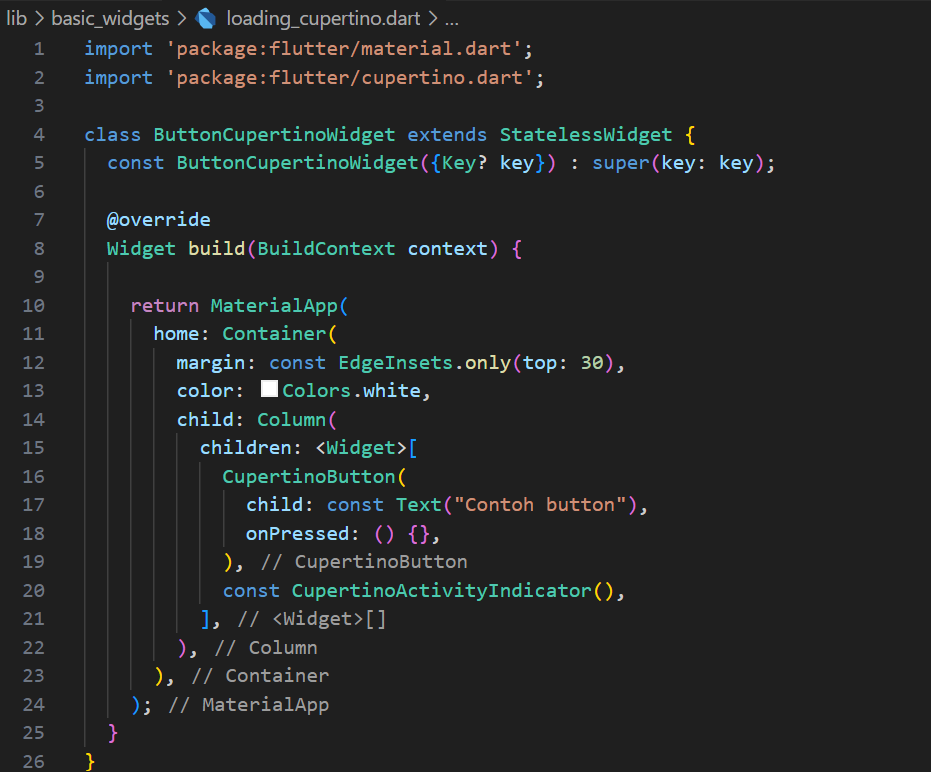 lib > basic_widgets > loading_cupertino.dart > ...
1 import 'package:flutter/material.dart';
2 import 'package:flutter/cupertino.dart';
3
4 class ButtonCupertinoWidget extends StatelessWidget {
5   const ButtonCupertinoWidget({Key? key}) : super(key: key);
6
7   @override
8   Widget build(BuildContext context) {
9
10     return MaterialApp(
11       home: Container(
12         margin: const EdgeInsets.only(top: 30),
13         color: Colors.white,
14         child: Column(
15           children: <Widget>[
16             CupertinoButton(
17               child: const Text("Contoh button"),
18               onPressed: () {},
19             ), // CupertinoButton
20             const CupertinoActivityIndicator(),
21           ], // <Widget>[]
22         ), // Column
23       ), // Container
24     ); // MaterialApp
25   }
26 }